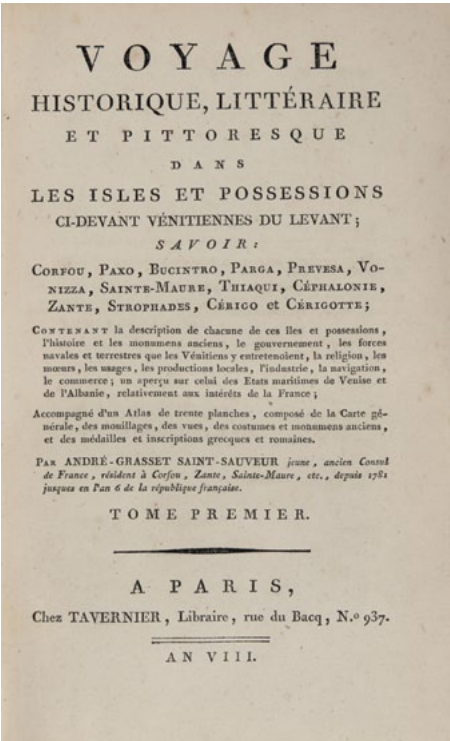 VOYAGE
HISTORIQUE, LITTÉRAIRE
ET PITTORESQUE
DANS
LES ISLES ET POSSESSIONS
CI-DEVANT VÉNITIENNES DU LEVANT;
SAVOIR:
CORFOU, PAXO, BUCINTRO, PARGA, PREVESA, VO-
NIZZA, SAINTE-MAURE, THIAQUI, CÉPHALONIE,
ZANTE, STROPHADES, CÉRIGO ET CÉRIGOTTE;
CONTENANT la description de chacune de ces Iles et possessions,
l'histoire et les monumens anciens, le gouvernement, les forces
navales et terrestres que les Vénitiens y entretenoient, la religion, les
mœurs, les usages, les productions locales, l'industrie, la navigation,
le commerce; un aperçu sur celui des Etats maritimes de Venise et
de l'Albanie, relativement aux intérêts de la France;
Accompagné d'un Atlas de trente planches, composé de la Carte gé-
nérale, des mouillages, des vues, des costumes et monumens anciens,
et des médailles et inscriptions grecques et romaines.
PAR ANDRÉ-GRASSET SAINT-SAUVEUR jeune, ancien Consul
de France, résident à Corfou, Zante, Sainte-Maure, etc., depuis 1781
jusques en l'an 6 de la république française.
TOME PREMIER.
A PARIS,
Chez TAVERNIER, Libraire, rue du Bacq, N.º 937.
AN VIII.